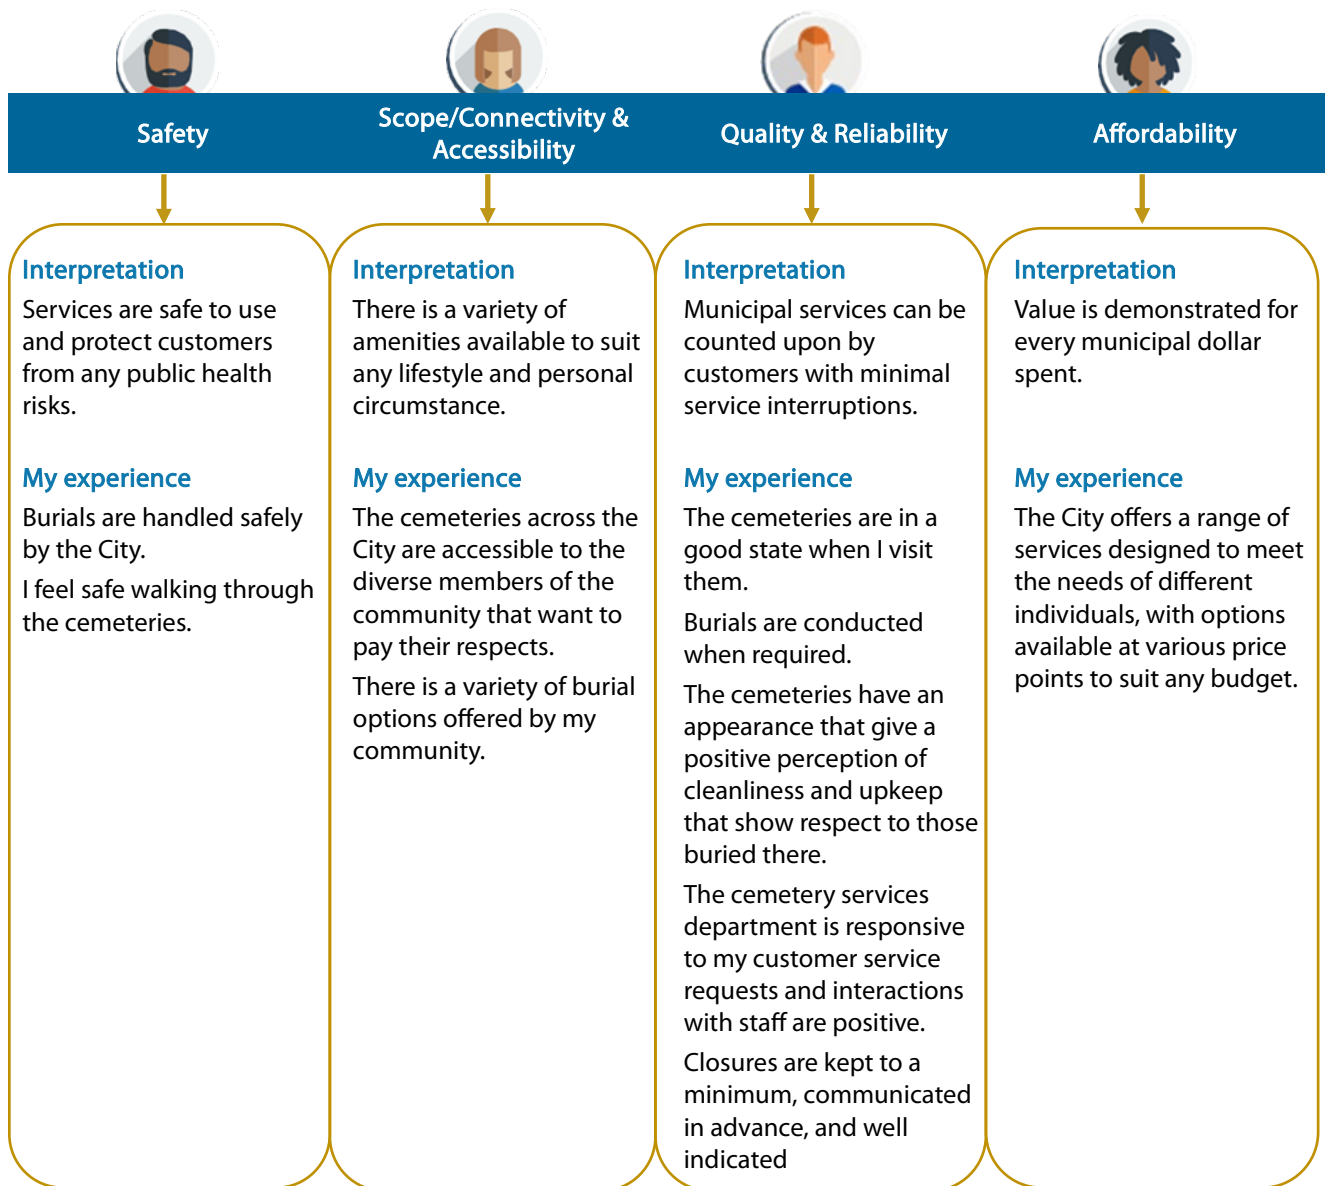 Safety
Scope/Connectivity &
Accessibility
Quality & Reliability
Affordability
Interpretation
Services are safe to use
and protect customers
from any public health
risks.
My experience
Burials are handled safely
by the City.
I feel safe walking through
the cemeteries.
Interpretation
There is a variety of
amenities available to suit
any lifestyle and personal
circumstance.
My experience
The cemeteries across the
City are accessible to the
diverse members of the
community that want to
pay their respects.
There is a variety of burial
options offered by my
community.
Interpretation
Municipal services can be
counted upon by
customers with minimal
service interruptions.
My experience
The cemeteries are in a
good state when I visit
them.
Burials are conducted
when required.
The cemeteries have an
appearance that give a
positive perception of
cleanliness and upkeep
that show respect to those
buried there.
The cemetery services
department is responsive
to my customer service
requests and interactions
with staff are positive.
Closures are kept to a
minimum, communicated
in advance, and well
indicated
Interpretation
Value is demonstrated for
every municipal dollar
spent.
My experience
The City offers a range of
services designed to meet
the needs of different
individuals, with options
available at various price
points to suit any budget.